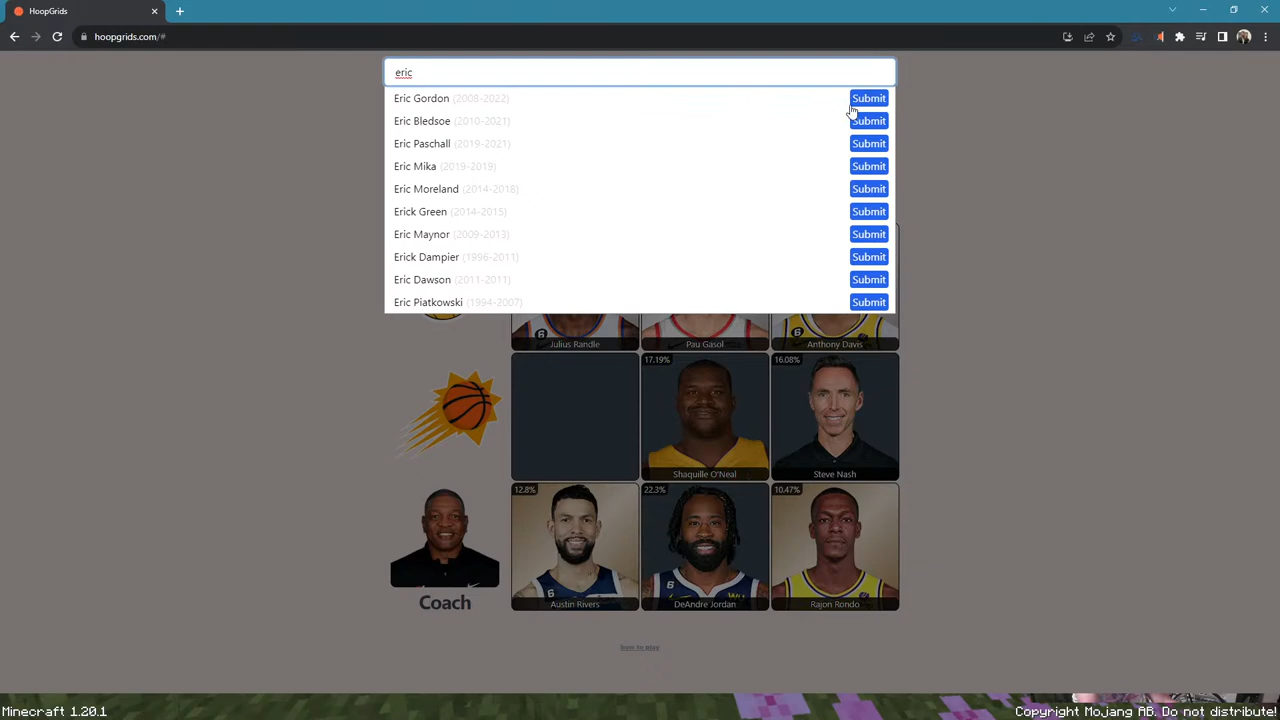 HoopGrids
hoopgrids.com/#
eric
Eric Gordon (2008-2022) Submit
Eric Bledsoe (2010-2021) Submit
Eric Paschall (2019-2021) Submit
Eric Mika (2019-2019) Submit
Eric Moreland (2014-2018) Submit
Erick Green (2014-2015) Submit
Eric Maynor (2009-2013) Submit
Erick Dampier (1996-2011) Submit
Eric Dawson (2011-2011) Submit
Eric Piatkowski (1994-2007) Submit
6
6
Julius Randle
Pau Gasol
Anthony Davis
17.19%
16.08%
Shaquille O'Neal
Steve Nash
12.8%
22.3%
10.47%
6
6
Austin Rivers
DeAndre Jordan
Rajon Rondo
Coach
Minecraft 1.20.1
Copyright Mojang AB. Do not distribute!